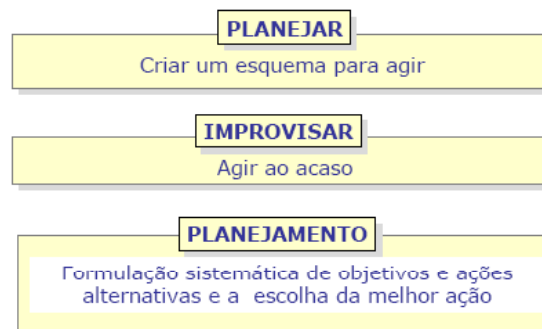 PLANEJAR
Criar um esquema para agir
IMPROVISAR
Agir ao acaso
PLANEJAMENTO
Formulação sistemática de objetivos e ações
alternativas e a escolha da melhor ação